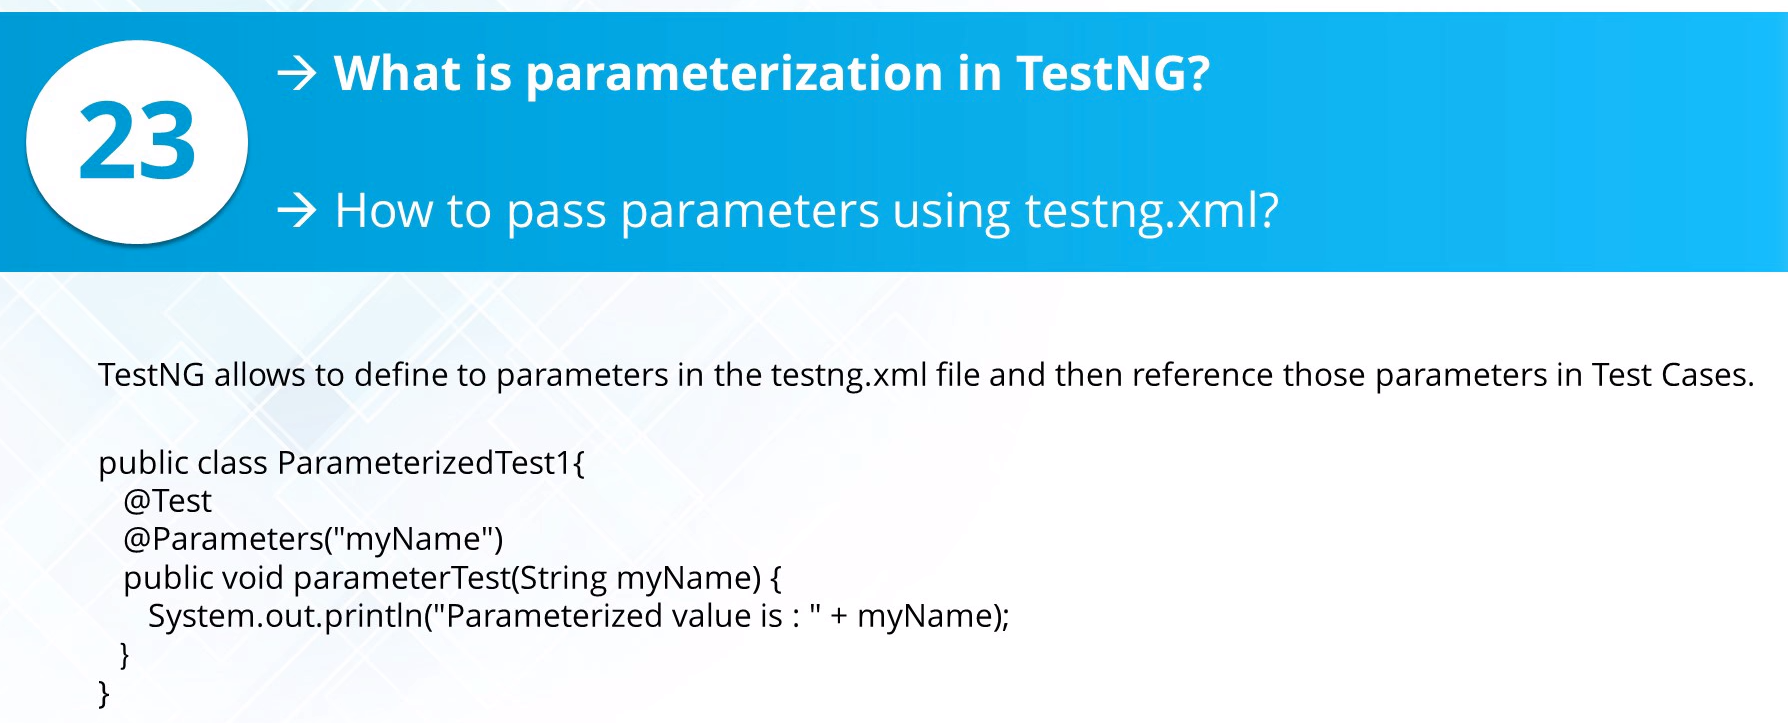 23
→ What is parameterization in TestNG?
→ How to pass parameters using testng.xml?
TestNG allows to define to parameters in the testng.xml file and then reference those parameters in Test Cases.
public class ParameterizedTest1{
@Test
@Parameters("myName")
public void parameterTest(String myName) {
System.out.println("Parameterized value is : " + myName);
}
}